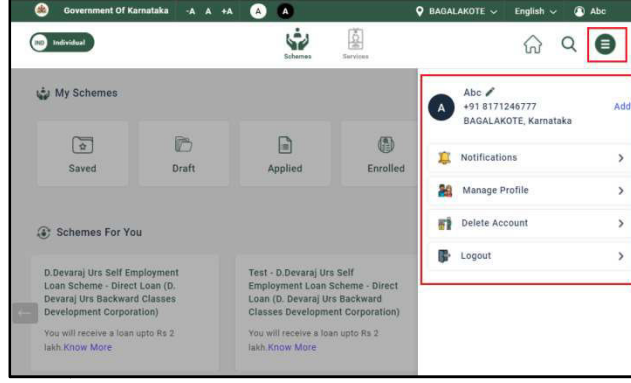 Government Of Karnataka -A A +A A A BAGALAKOTE English Abc
IND Individual
Schemes Services
My Schemes
Saved Draft Applied Enrolled
Schemes For You
D.Devaraj Urs Self Employment
Loan Scheme - Direct Loan (D.
Devaraj Urs Backward Classes
Development Corporation)
You will receive a loan upto Rs 2
lakh.Know More
Test - D.Devaraj Urs Self
Employment Loan Scheme - Direct
Loan (D. Devaraj Urs Backward
Classes Development Corporation)
You will receive a loan upto Rs 2
lakh.Know More
A
Abc
+91 8171246777 Add
BAGALAKOTE, Karnataka
Notifications
Manage Profile
Delete Account
Logout